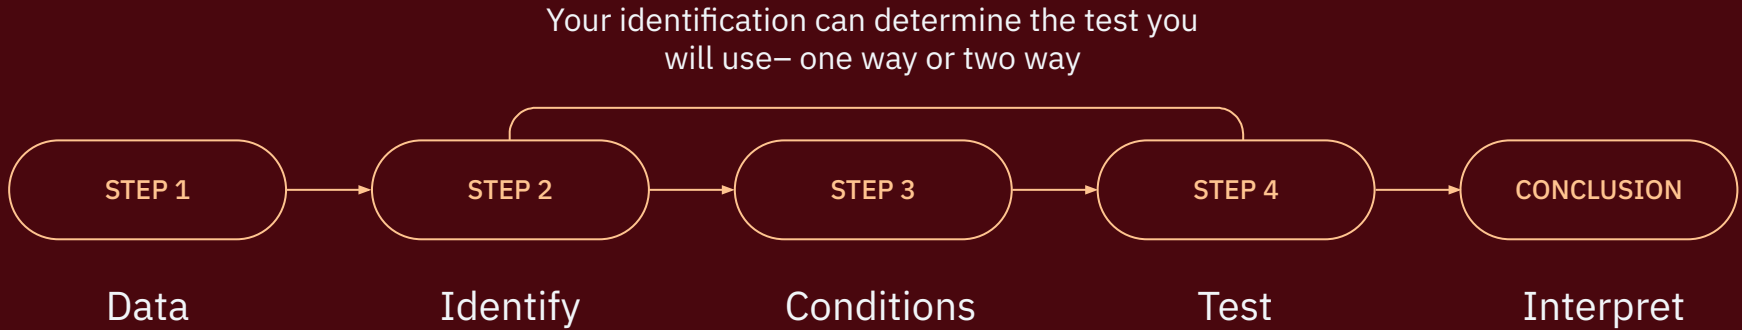 Your identification can determine the test you
will use– one way or two way
STEP 1
STEP 2
STEP 3
STEP 4
CONCLUSION
Data
Identify
Conditions
Test
Interpret